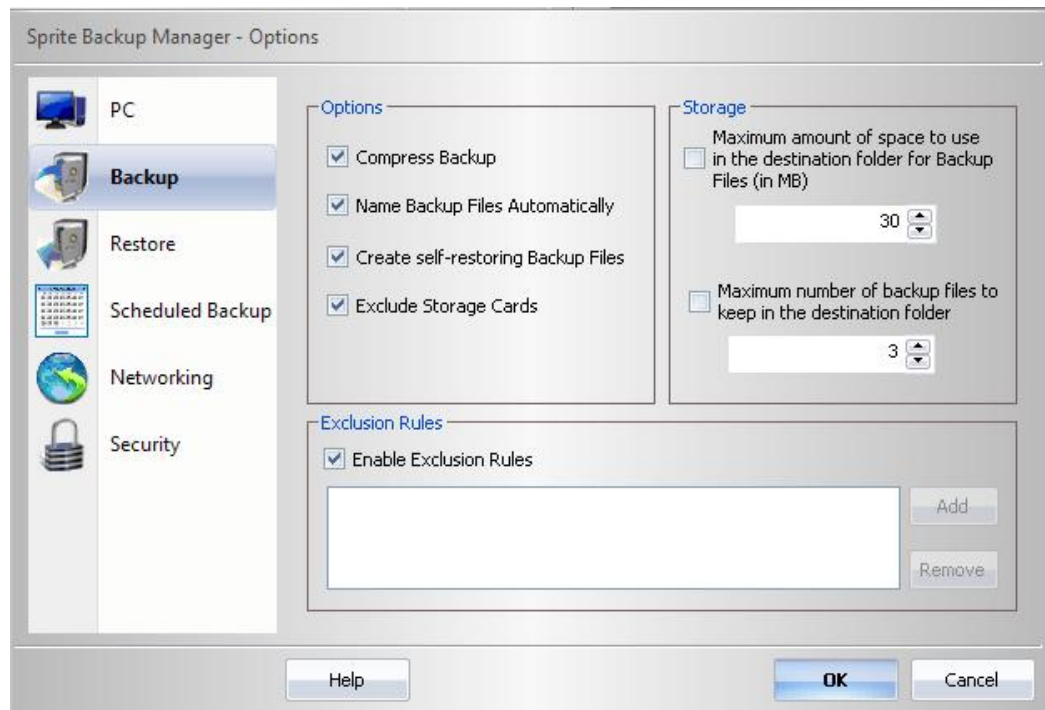 Sprite Backup Manager - Options
PC
Backup
Restore
Scheduled Backup
Networking
Security
Options
Compress Backup
Name Backup Files Automatically
Create self-restoring Backup Files
Exclude Storage Cards
Storage
Maximum amount of space to use
in the destination folder for Backup
Files (in MB)
30
Maximum number of backup files to
keep in the destination folder
3
Exclusion Rules
Enable Exclusion Rules
Add
Remove
Help
OK
Cancel